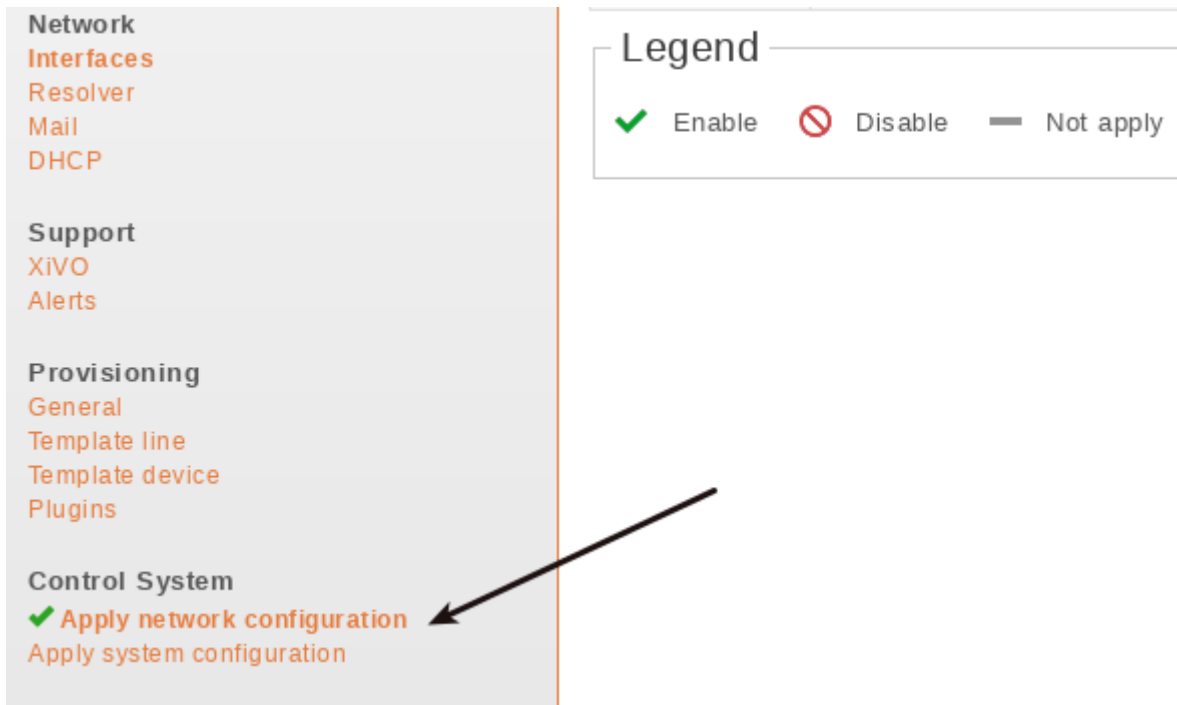 Network
Interfaces
Resolver
Mail
DHCP
Support
XiVO
Alerts
Provisioning
General
Template line
Template device
Plugins
Control System
Apply network configuration
Apply system configuration
Legend
Enable Disable Not apply